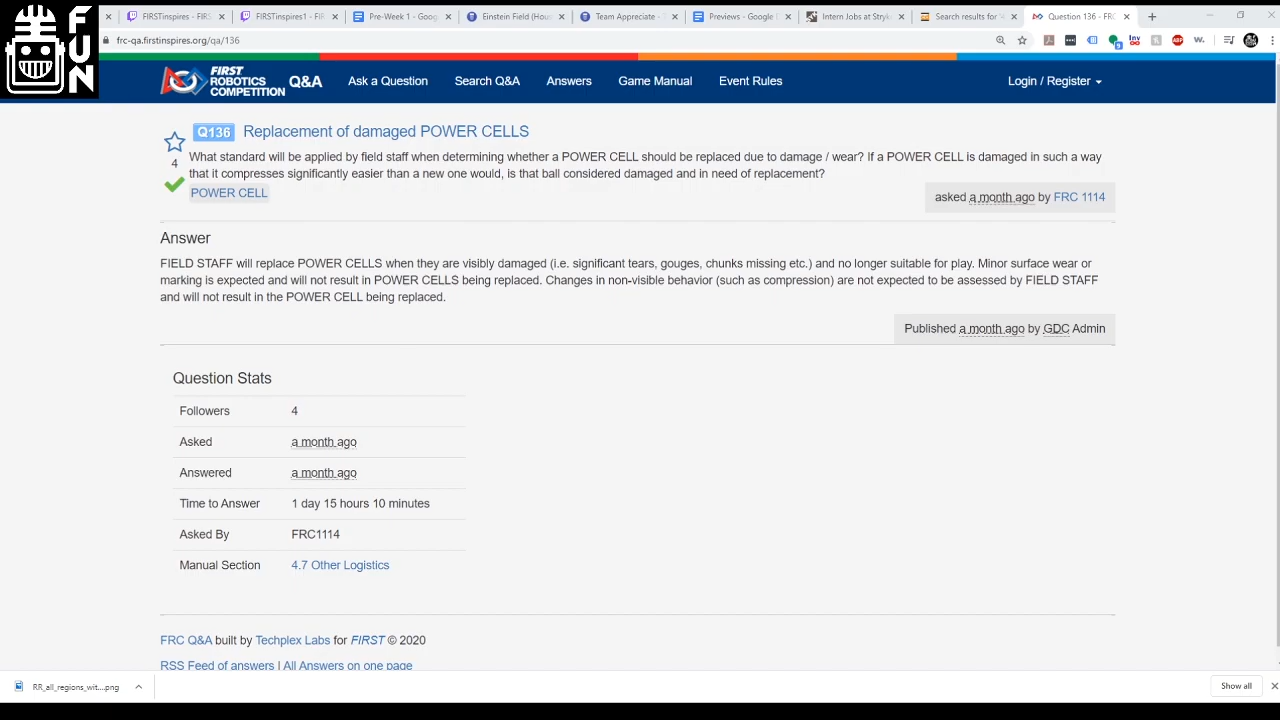 FUN
FIRSTinspires - FIRS
FIRSTinspires1 - FIR
Pre-Week 1 - Goog
Einstein Field (Hou
Team Appreciate -
Previews - Google D
Intern Jobs at Stryk
Search results for '4
Question 136 - FRC
frc-qa.firstinspires.org/qa/136
FIRST ROBOTICS COMPETITION Q&A
Ask a Question
Search Q&A
Answers
Game Manual
Event Rules
Login / Register
Q136 Replacement of damaged POWER CELLS
4
What standard will be applied by field staff when determining whether a POWER CELL should be replaced due to damage / wear? If a POWER CELL is damaged in such a way
that it compresses significantly easier than a new one would, is that ball considered damaged and in need of replacement?
POWER CELL
asked a month ago by FRC 1114
Answer
FIELD STAFF will replace POWER CELLS when they are visibly damaged (i.e. significant tears, gouges, chunks missing etc.) and no longer suitable for play. Minor surface wear or
marking is expected and will not result in POWER CELLS being replaced. Changes in non-visible behavior (such as compression) are not expected to be assessed by FIELD STAFF
and will not result in the POWER CELL being replaced.
Published a month ago by GDC Admin
Question Stats
Followers 4
Asked a month ago
Answered a month ago
Time to Answer 1 day 15 hours 10 minutes
Asked By FRC1114
Manual Section 4.7 Other Logistics
FRC Q&A built by Techplex Labs for FIRST © 2020
RSS Feed of answers | All Answers on one page
RR_all_regions_wit....png
Show all